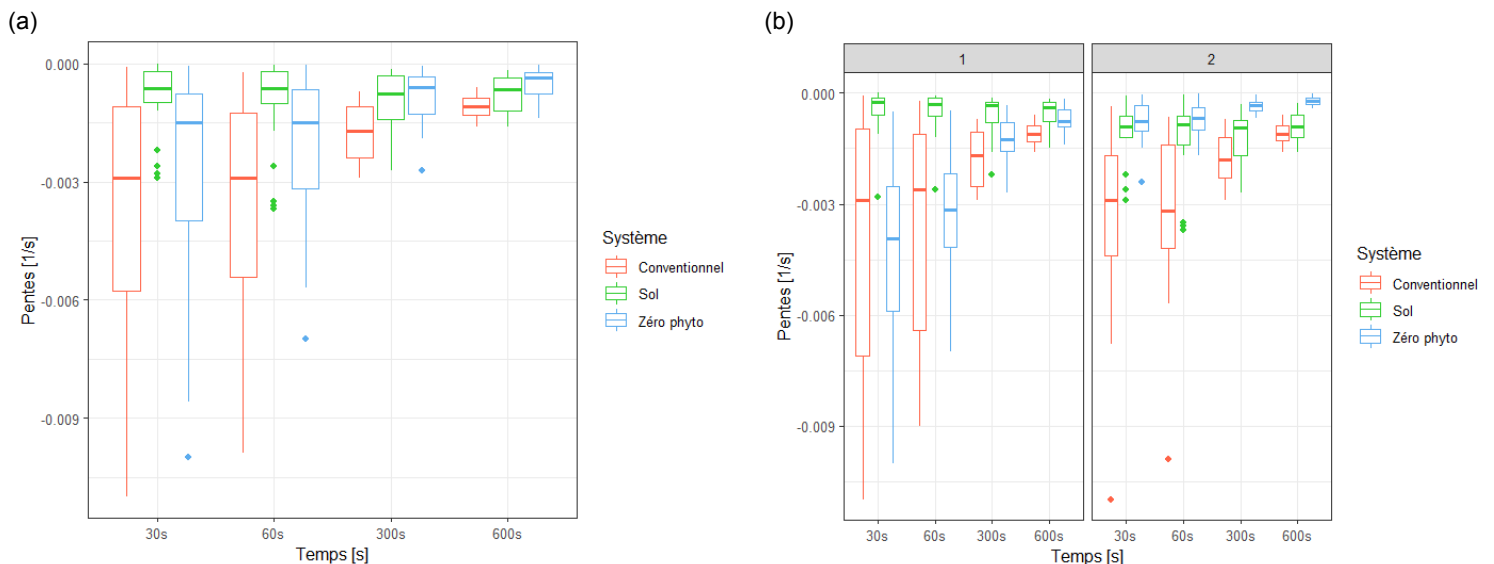 (a)
0.000
-0.003
-0.006
-0.009
Pentes [1/s]
30s
60s
300s
600s
Temps [s]
Système
Conventionnel
Sol
Zéro phyto
(b)
1
2
0.000
-0.003
-0.006
-0.009
Pentes [1/s]
30s
60s
300s
600s
30s
60s
300s
600s
Temps [s]
Système
Conventionnel
Sol
Zéro phyto